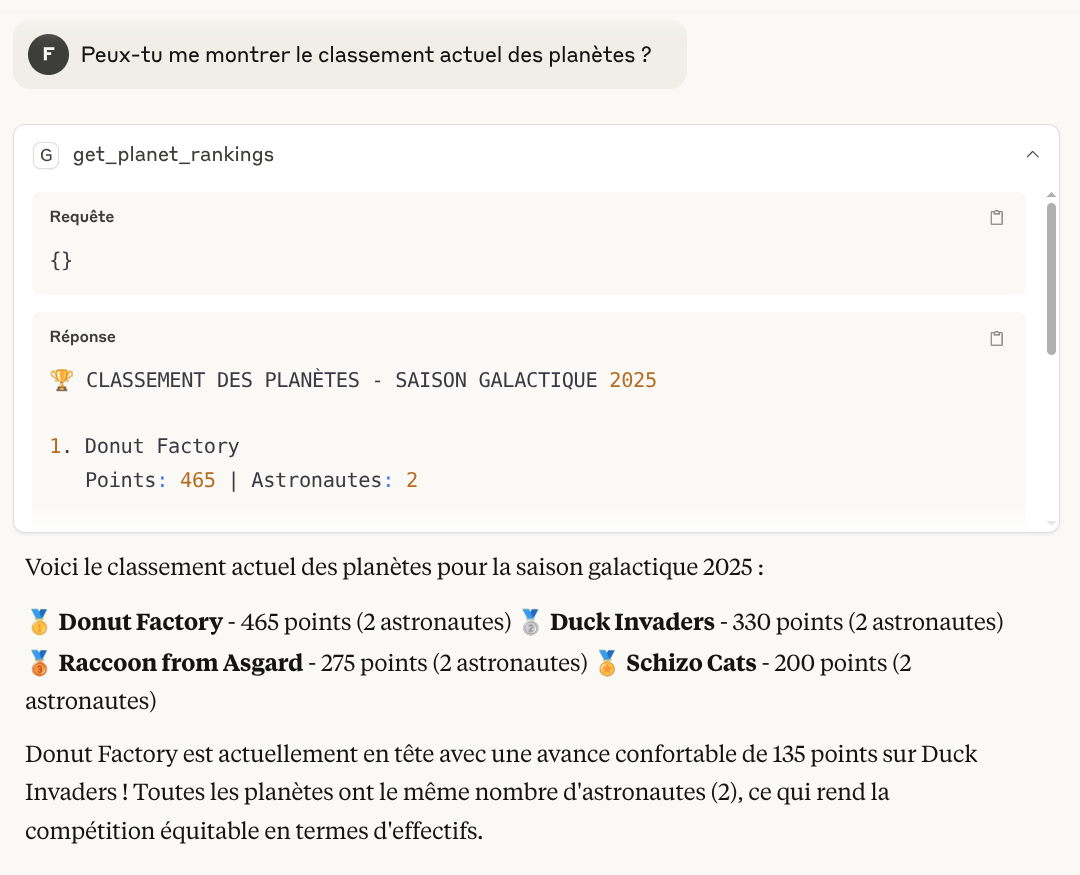 F Peux-tu me montrer le classement actuel des planètes ?
G get_planet_rankings
Requête
{}
Réponse
🏆 CLASSEMENT DES PLANÈTES - SAISON GALACTIQUE 2025
1. Donut Factory
Points: 465 | Astronautes: 2
Voici le classement actuel des planètes pour la saison galactique 2025 :
🥇 Donut Factory - 465 points (2 astronautes) 🥈 Duck Invaders - 330 points (2 astronautes)
🥉 Raccoon from Asgard - 275 points (2 astronautes) 🏅 Schizo Cats - 200 points (2
astronautes)
Donut Factory est actuellement en tête avec une avance confortable de 135 points sur Duck
Invaders ! Toutes les planètes ont le même nombre d'astronautes (2), ce qui rend la
compétition équitable en termes d'effectifs.